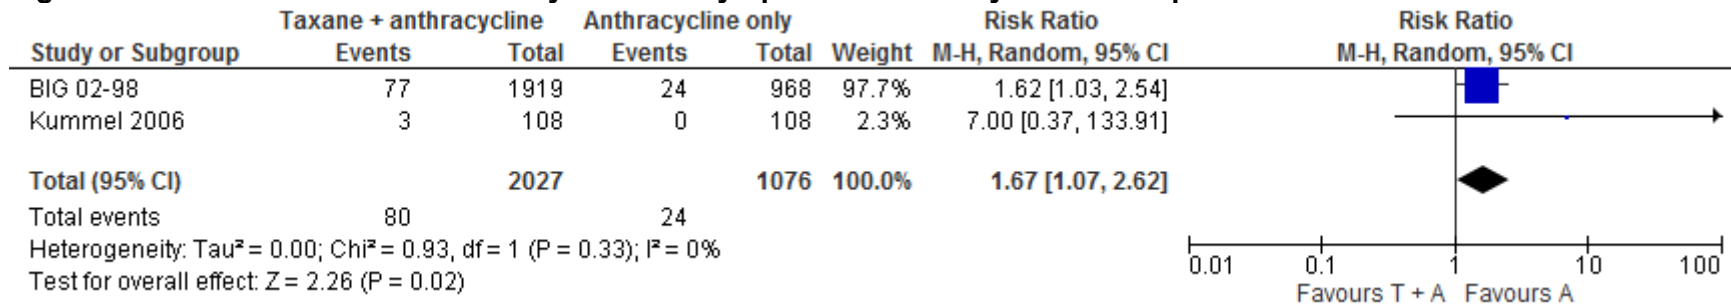 Taxane + anthracycline Anthracycline only Risk Ratio Risk Ratio
Study or Subgroup Events Total Events Total Weight M-H, Random, 95% CI M-H, Random, 95% CI
BIG 02-98 77 1919 24 968 97.7% 1.62 [1.03, 2.54]
Kummel 2006 3 108 0 108 2.3% 7.00 [0.37, 133.91]
Total (95% CI) 2027 1076 100.0% 1.67 [1.07, 2.62]
Total events 80 24
Heterogeneity: Tau² = 0.00; Chi² = 0.93, df = 1 (P = 0.33); I² = 0%
Test for overall effect: Z = 2.26 (P = 0.02)
0.01 0.1 1 10 100
Favours T + A Favours A